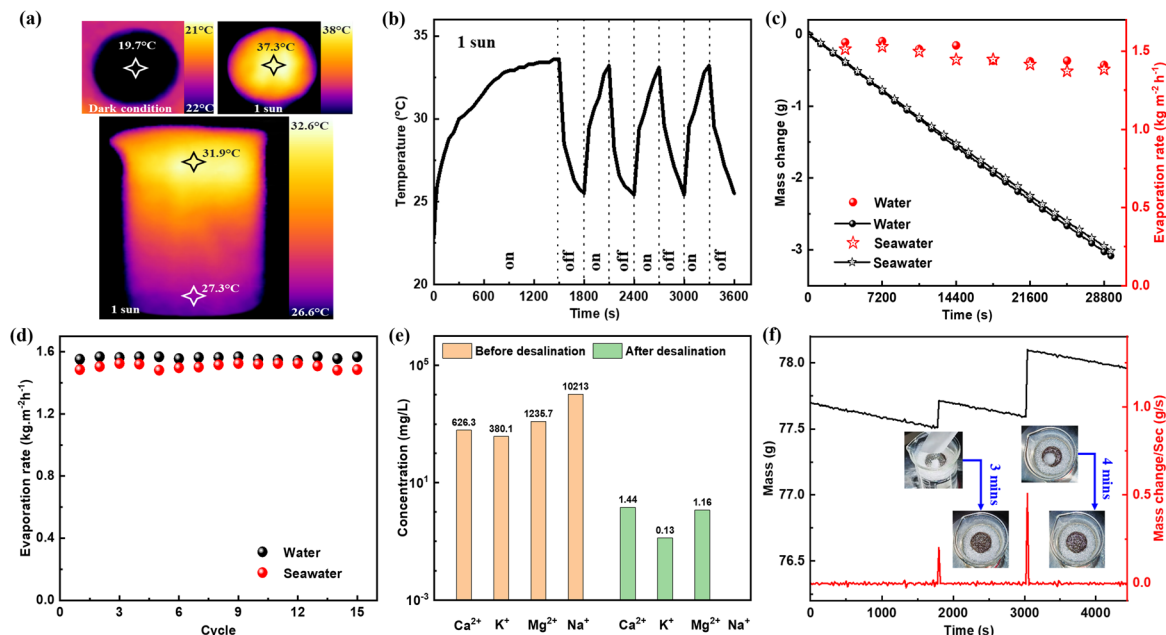 (a)
19.7°C
Dark condition
21°C
22°C
37.3°C
1 sun
38°C
31.9°C
27.3°C
1 sun
32.6°C
26.6°C
(b)
1 sun
Temperature (°C)
35
30
25
20
on
off
on
off
on
off
on
off
0 600 1200 1800 2400 3000 3600
Time (s)
(c)
Mass change (g)
0
-1
-2
-3
Water
Water
Seawater
Seawater
0 7200 14400 21600 28800
Time (s)
1.5
1.0
0.5
0.0
Evaporation rate (kg m⁻² h⁻¹)
(d)
Evaporation rate (kg.m⁻²h⁻¹)
1.6
1.2
0.8
0.4
0.0
Water
Seawater
0 3 6 9 12 15
Cycle
(e)
Concentration (mg/L)
10⁵
10¹
10⁻³
Before desalination
After desalination
626.3
380.1
1235.7
10213
1.44
0.13
1.16
Ca²⁺ K⁺ Mg²⁺ Na⁺ Ca²⁺ K⁺ Mg²⁺ Na⁺
(f)
Mass (g)
78.0
77.5
77.0
76.5
3 mins
4 mins
0 1000 2000 3000 4000
Time (s)
1.0
0.5
0.0
Mass change/Sec (g/s)